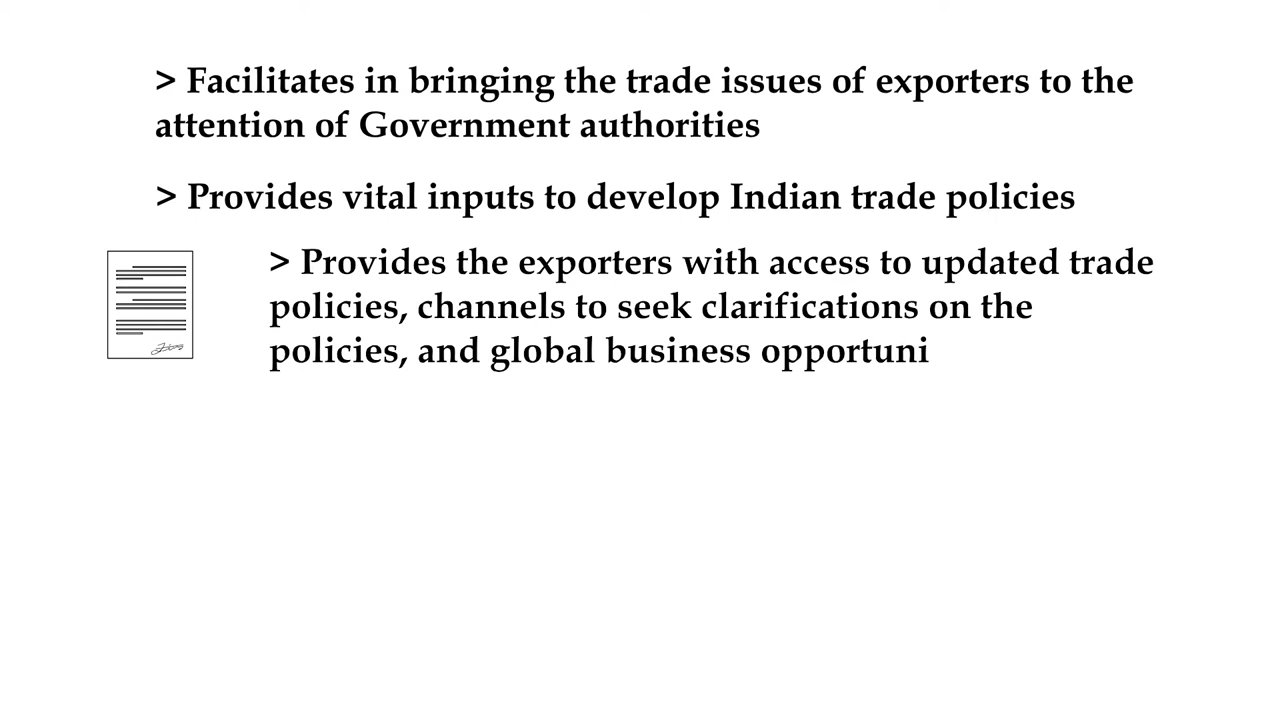 > Facilitates in bringing the trade issues of exporters to the
attention of Government authorities
> Provides vital inputs to develop Indian trade policies
> Provides the exporters with access to updated trade
policies, channels to seek clarifications on the
policies, and global business opportuni